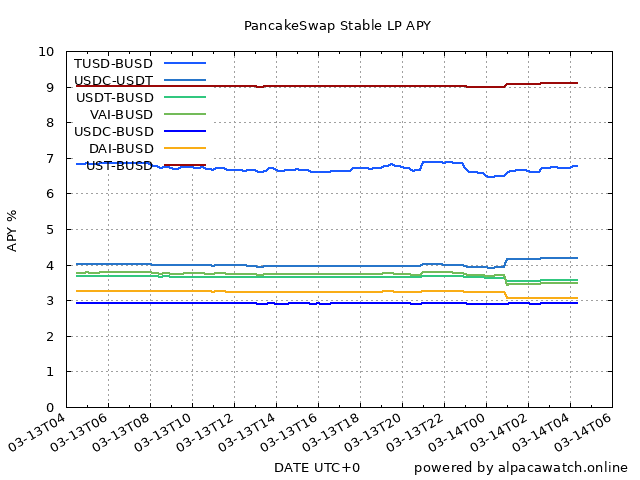 PancakeSwap Stable LP APY
10
9
8
7
6
5
4
3
2
1
0
APY %
TUSD-BUSD
USDC-USDT
USDT-BUSD
VAI-BUSD
USDC-BUSD
DAI-BUSD
UST-BUSD
03-13T04
03-13T06
03-13T08
03-13T10
03-13T12
03-13T14
03-13T16
03-13T18
03-13T20
03-13T22
03-14T00
03-14T02
03-14T04
03-14T06
DATE UTC+0
powered by alpacawatch.online